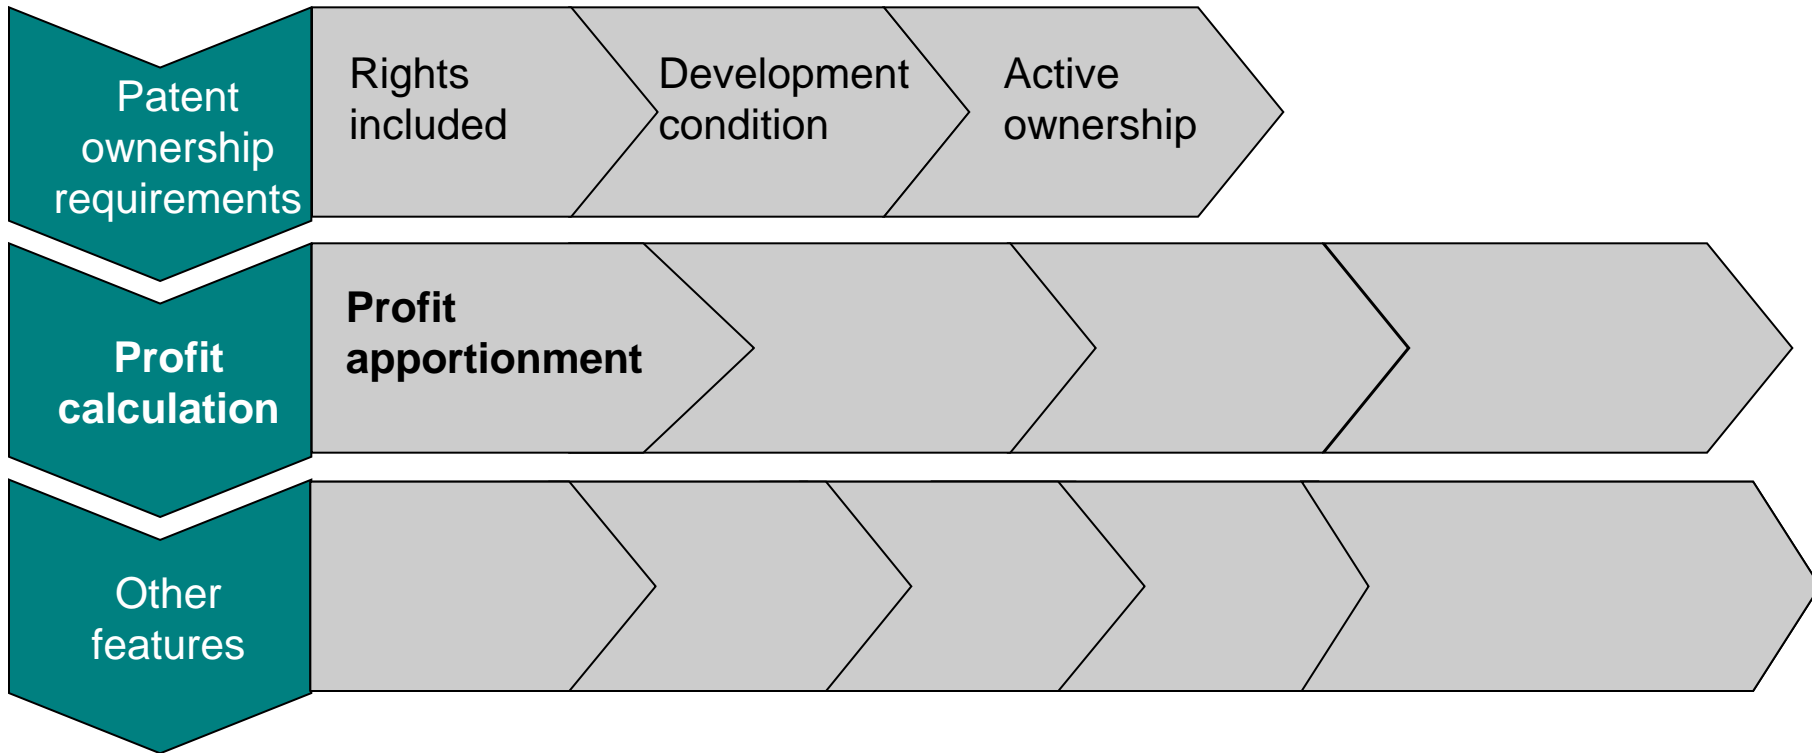 Patent
ownership
requirements
Rights
included
Development
condition
Active
ownership
Profit
calculation
Profit
apportionment
Other
features